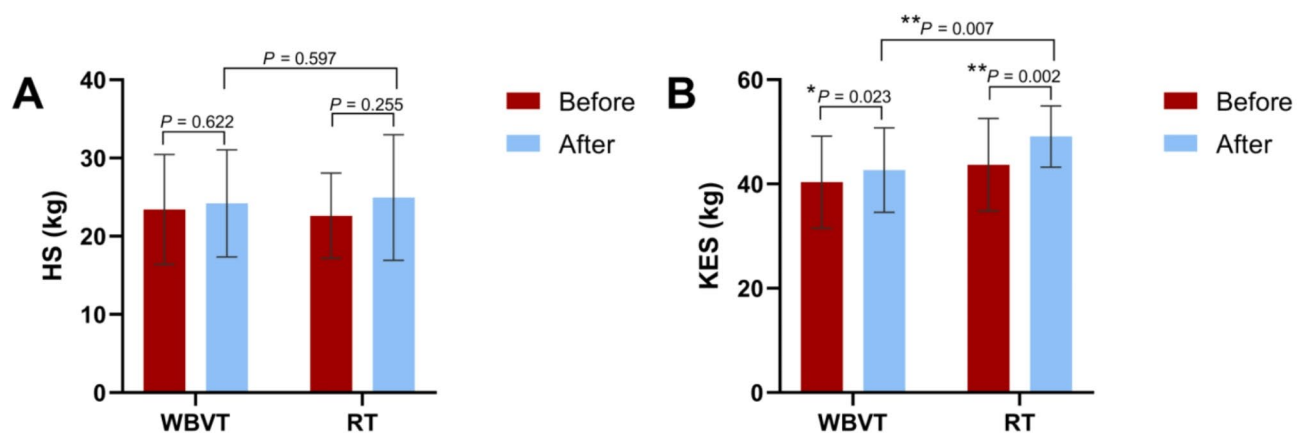 A
HS (kg)
40
30
20
10
0
P = 0.597
P = 0.622
P = 0.255
WBVT
RT
Before
After
B
KES (kg)
60
40
20
0
**P = 0.007
*P = 0.023
**P = 0.002
WBVT
RT
Before
After